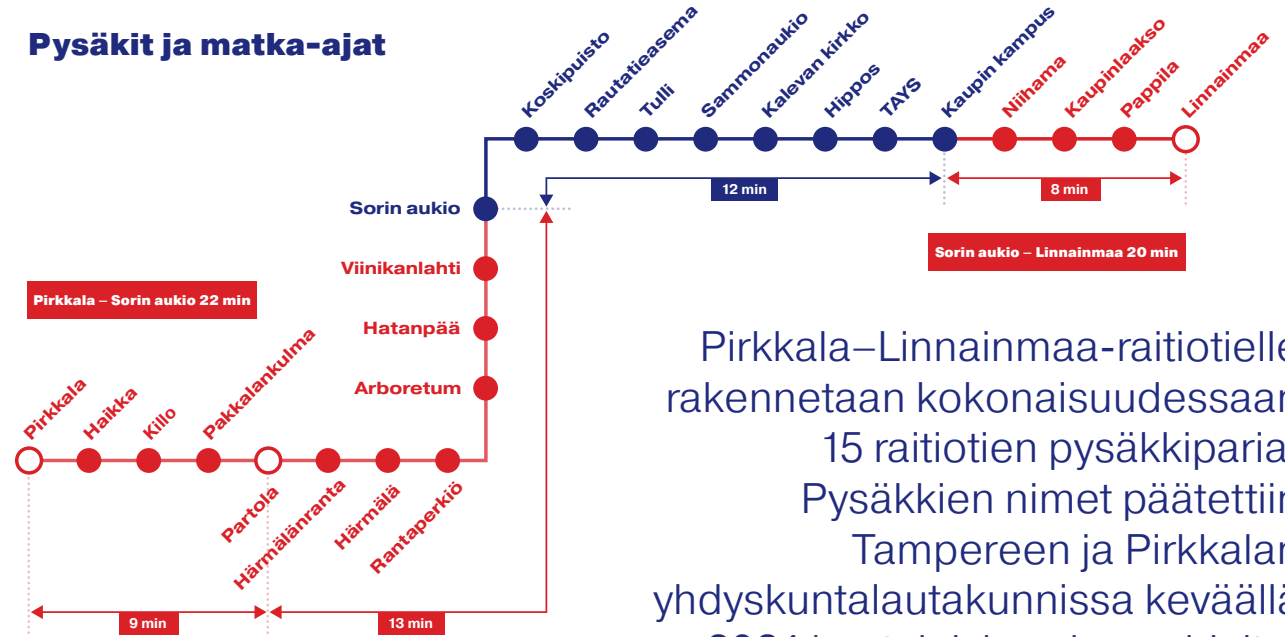 Pysäkit ja matka-ajat
Koskipuisto
Rautatieasema
Tulli
Sammonaukio
Kalevan kirkko
Hippos
TAYS
Kaupin kampus
Niihama
Kaupinlaakso
Pappila
Linnainmaa
12 min
8 min
Sorin aukio – Linnainmaa 20 min
Sorin aukio
Viinikanlahti
Hatanpää
Arboretum
Pirkkala – Sorin aukio 22 min
Pirkkala
Haikka
Killo
Pakkalankulma
Partola
Härmälänranta
Härmälä
Rantaperkiö
9 min
13 min
Pirkkala–Linnainmaa-raitiotielle
rakennetaan kokonaisuudessaan
15 raitiotien pysäkkiparia
Pysäkkien nimet päätettiin
Tampereen ja Pirkkalan
yhdyskuntalautakunnissa keväällä